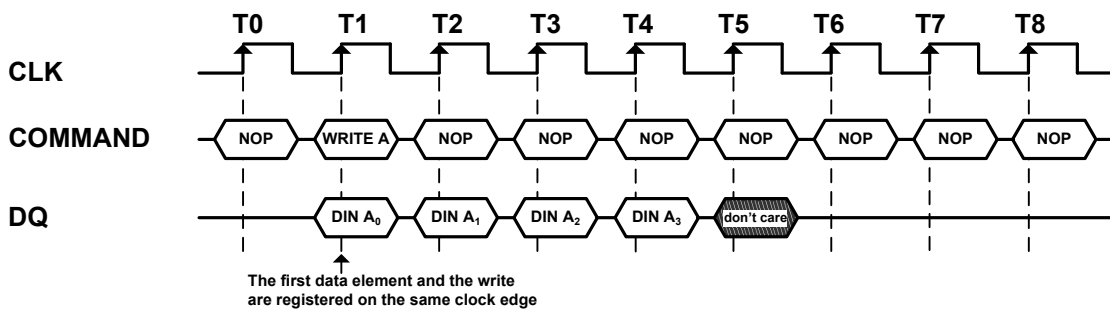 T0 T1 T2 T3 T4 T5 T6 T7 T8
CLK
COMMAND NOP WRITE A NOP NOP NOP NOP NOP NOP NOP
DQ DIN A₀ DIN A₁ DIN A₂ DIN A₃ don't care
The first data element and the write
are registered on the same clock edge